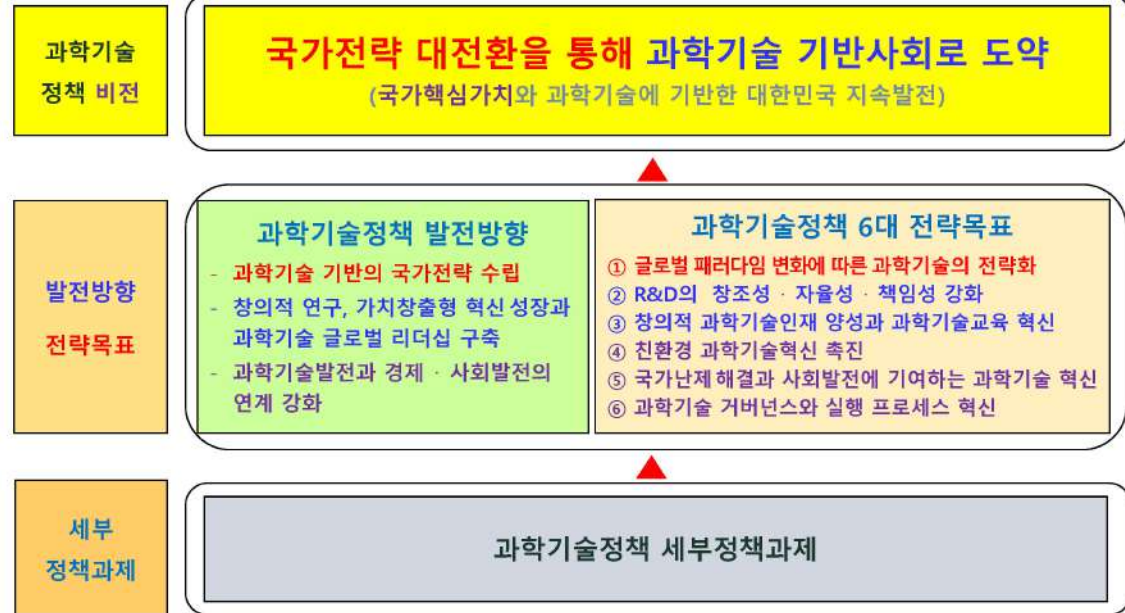 과학기술
정책 비전
국가전략 대전환을 통해 과학기술 기반사회로 도약
(국가핵심가치와 과학기술에 기반한 대한민국 지속발전)
발전방향
전략목표
과학기술정책 발전방향
- 과학기술 기반의 국가전략 수립
- 창의적 연구, 가치창출형 혁신 성장과
과학기술 글로벌 리더십 구축
- 과학기술발전과 경제 · 사회발전의
연계 강화
과학기술정책 6대 전략목표
① 글로벌 패러다임 변화에 따른 과학기술의 전략화
② R&D의 창조성 · 자율성 · 책임성 강화
③ 창의적 과학기술인재 양성과 과학기술교육 혁신
④ 친환경 과학기술혁신 촉진
⑤ 국가난제 해결과 사회발전에 기여하는 과학기술 혁신
⑥ 과학기술 거버넌스와 실행 프로세스 혁신
세부
정책과제
과학기술정책 세부정책과제